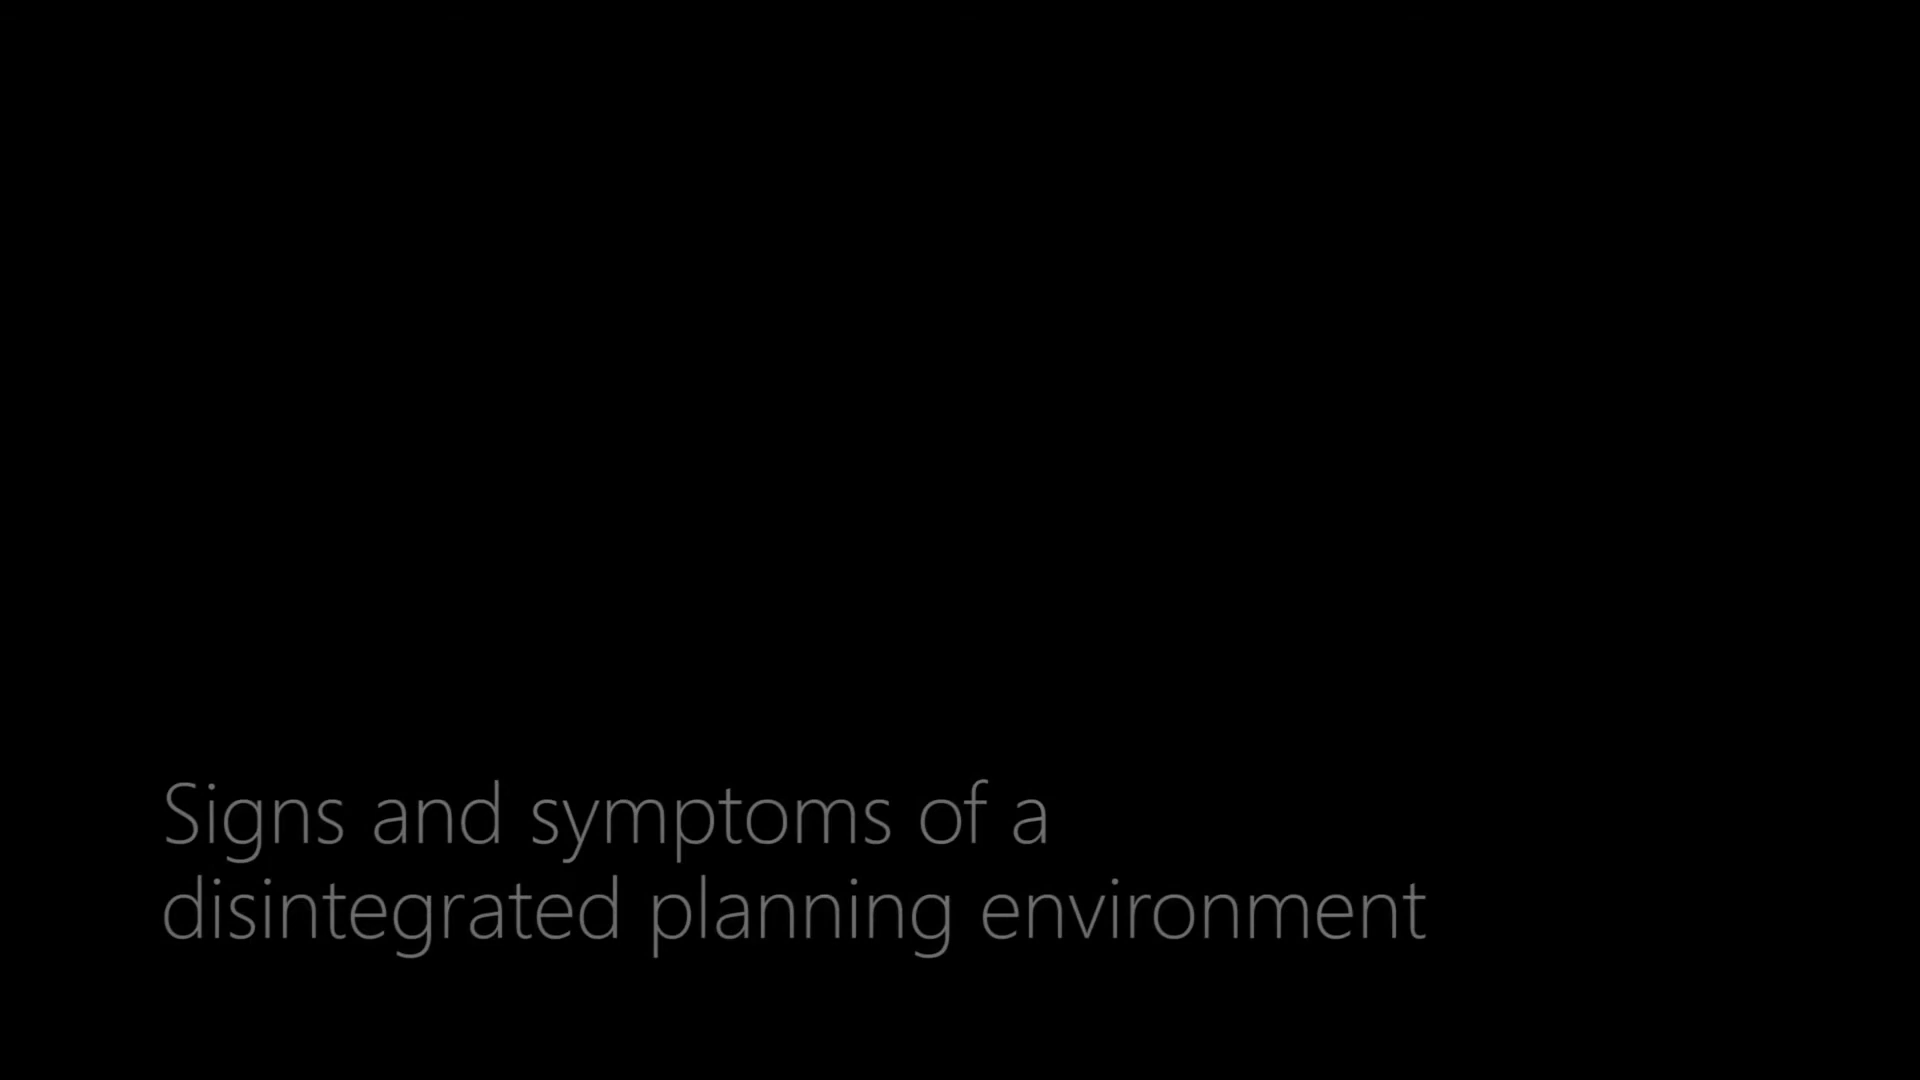 Signs and symptoms of a
disintegrated planning environment